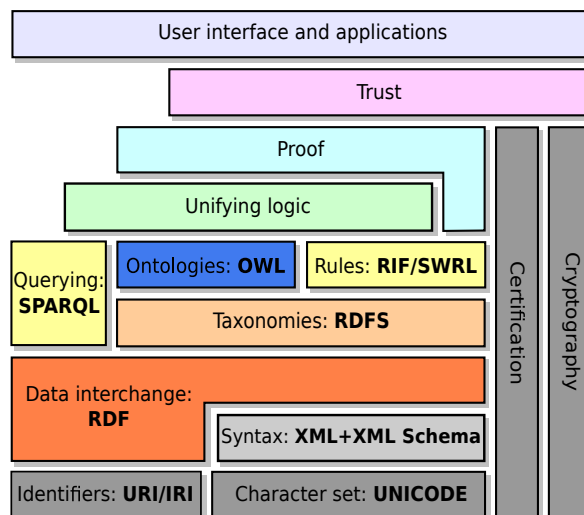 User interface and applications
Trust
Proof
Unifying logic
Querying:
SPARQL
Ontologies: OWL
Rules: RIF/SWRL
Taxonomies: RDFS
Data interchange:
RDF
Syntax: XML+XML Schema
Identifiers: URI/IRI
Character set: UNICODE
Certification
Cryptography